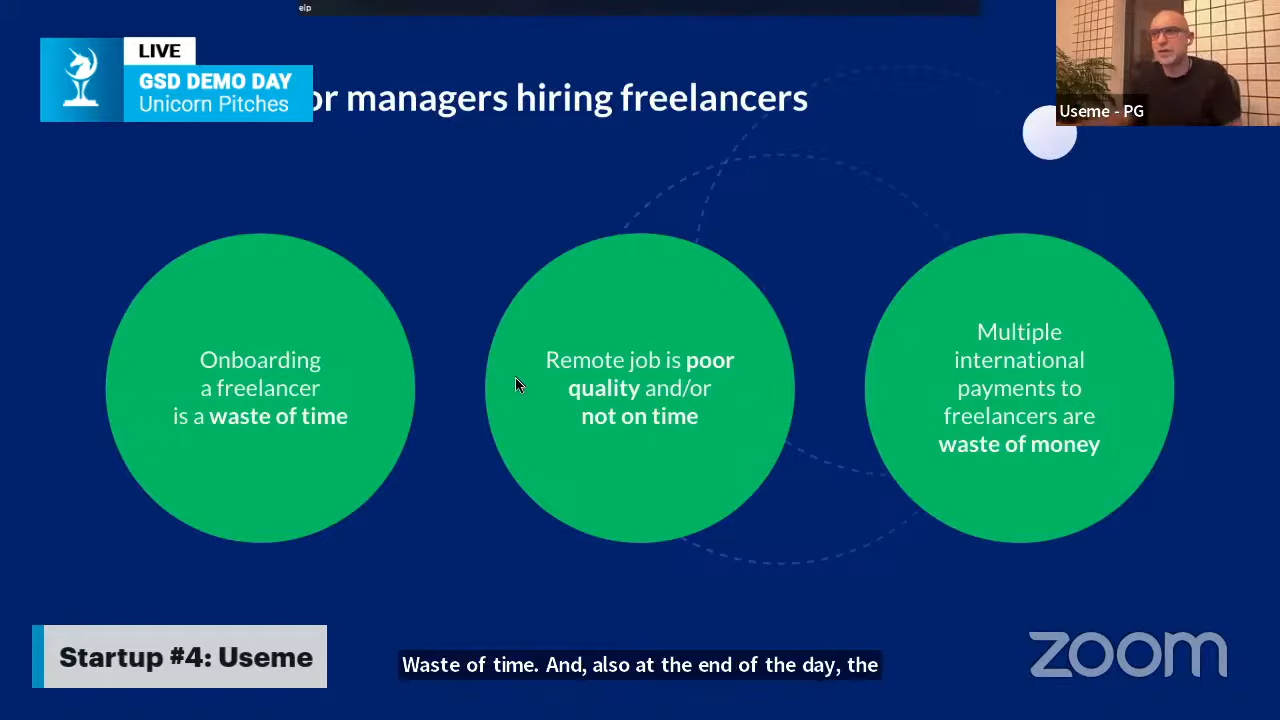 elp
LIVE
GSD DEMO DAY
Unicorn Pitches
or managers hiring freelancers
Useme - PG
Onboarding
a freelancer
is a waste of time
Remote job is poor
quality and/or
not on time
Multiple
international
payments to
freelancers are
waste of money
Startup #4: Useme
Waste of time. And, also at the end of the day, the
zoom